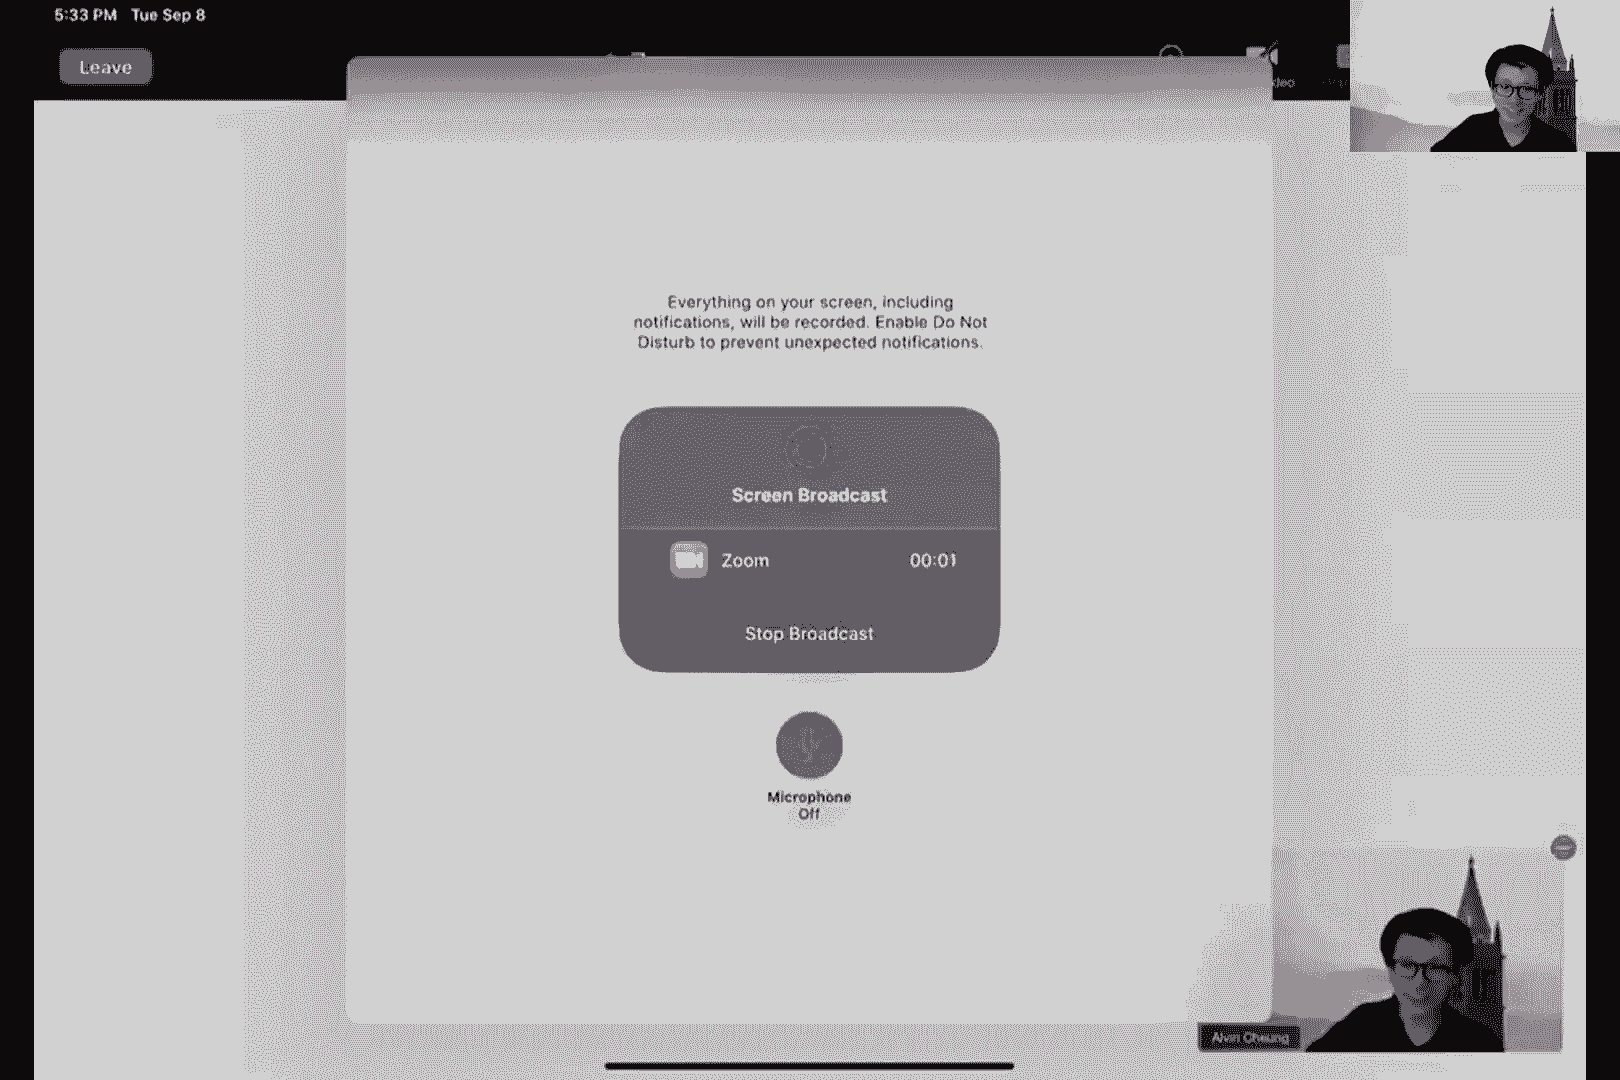 5:33 PM Tue Sep 8
Leave
deo
Everything on your screen, including
notifications, will be recorded. Enable Do Not
Disturb to prevent unexpected notifications.
Screen Broadcast
Zoom 00:01
Stop Broadcast
Microphone
Off
Alvin Cheung